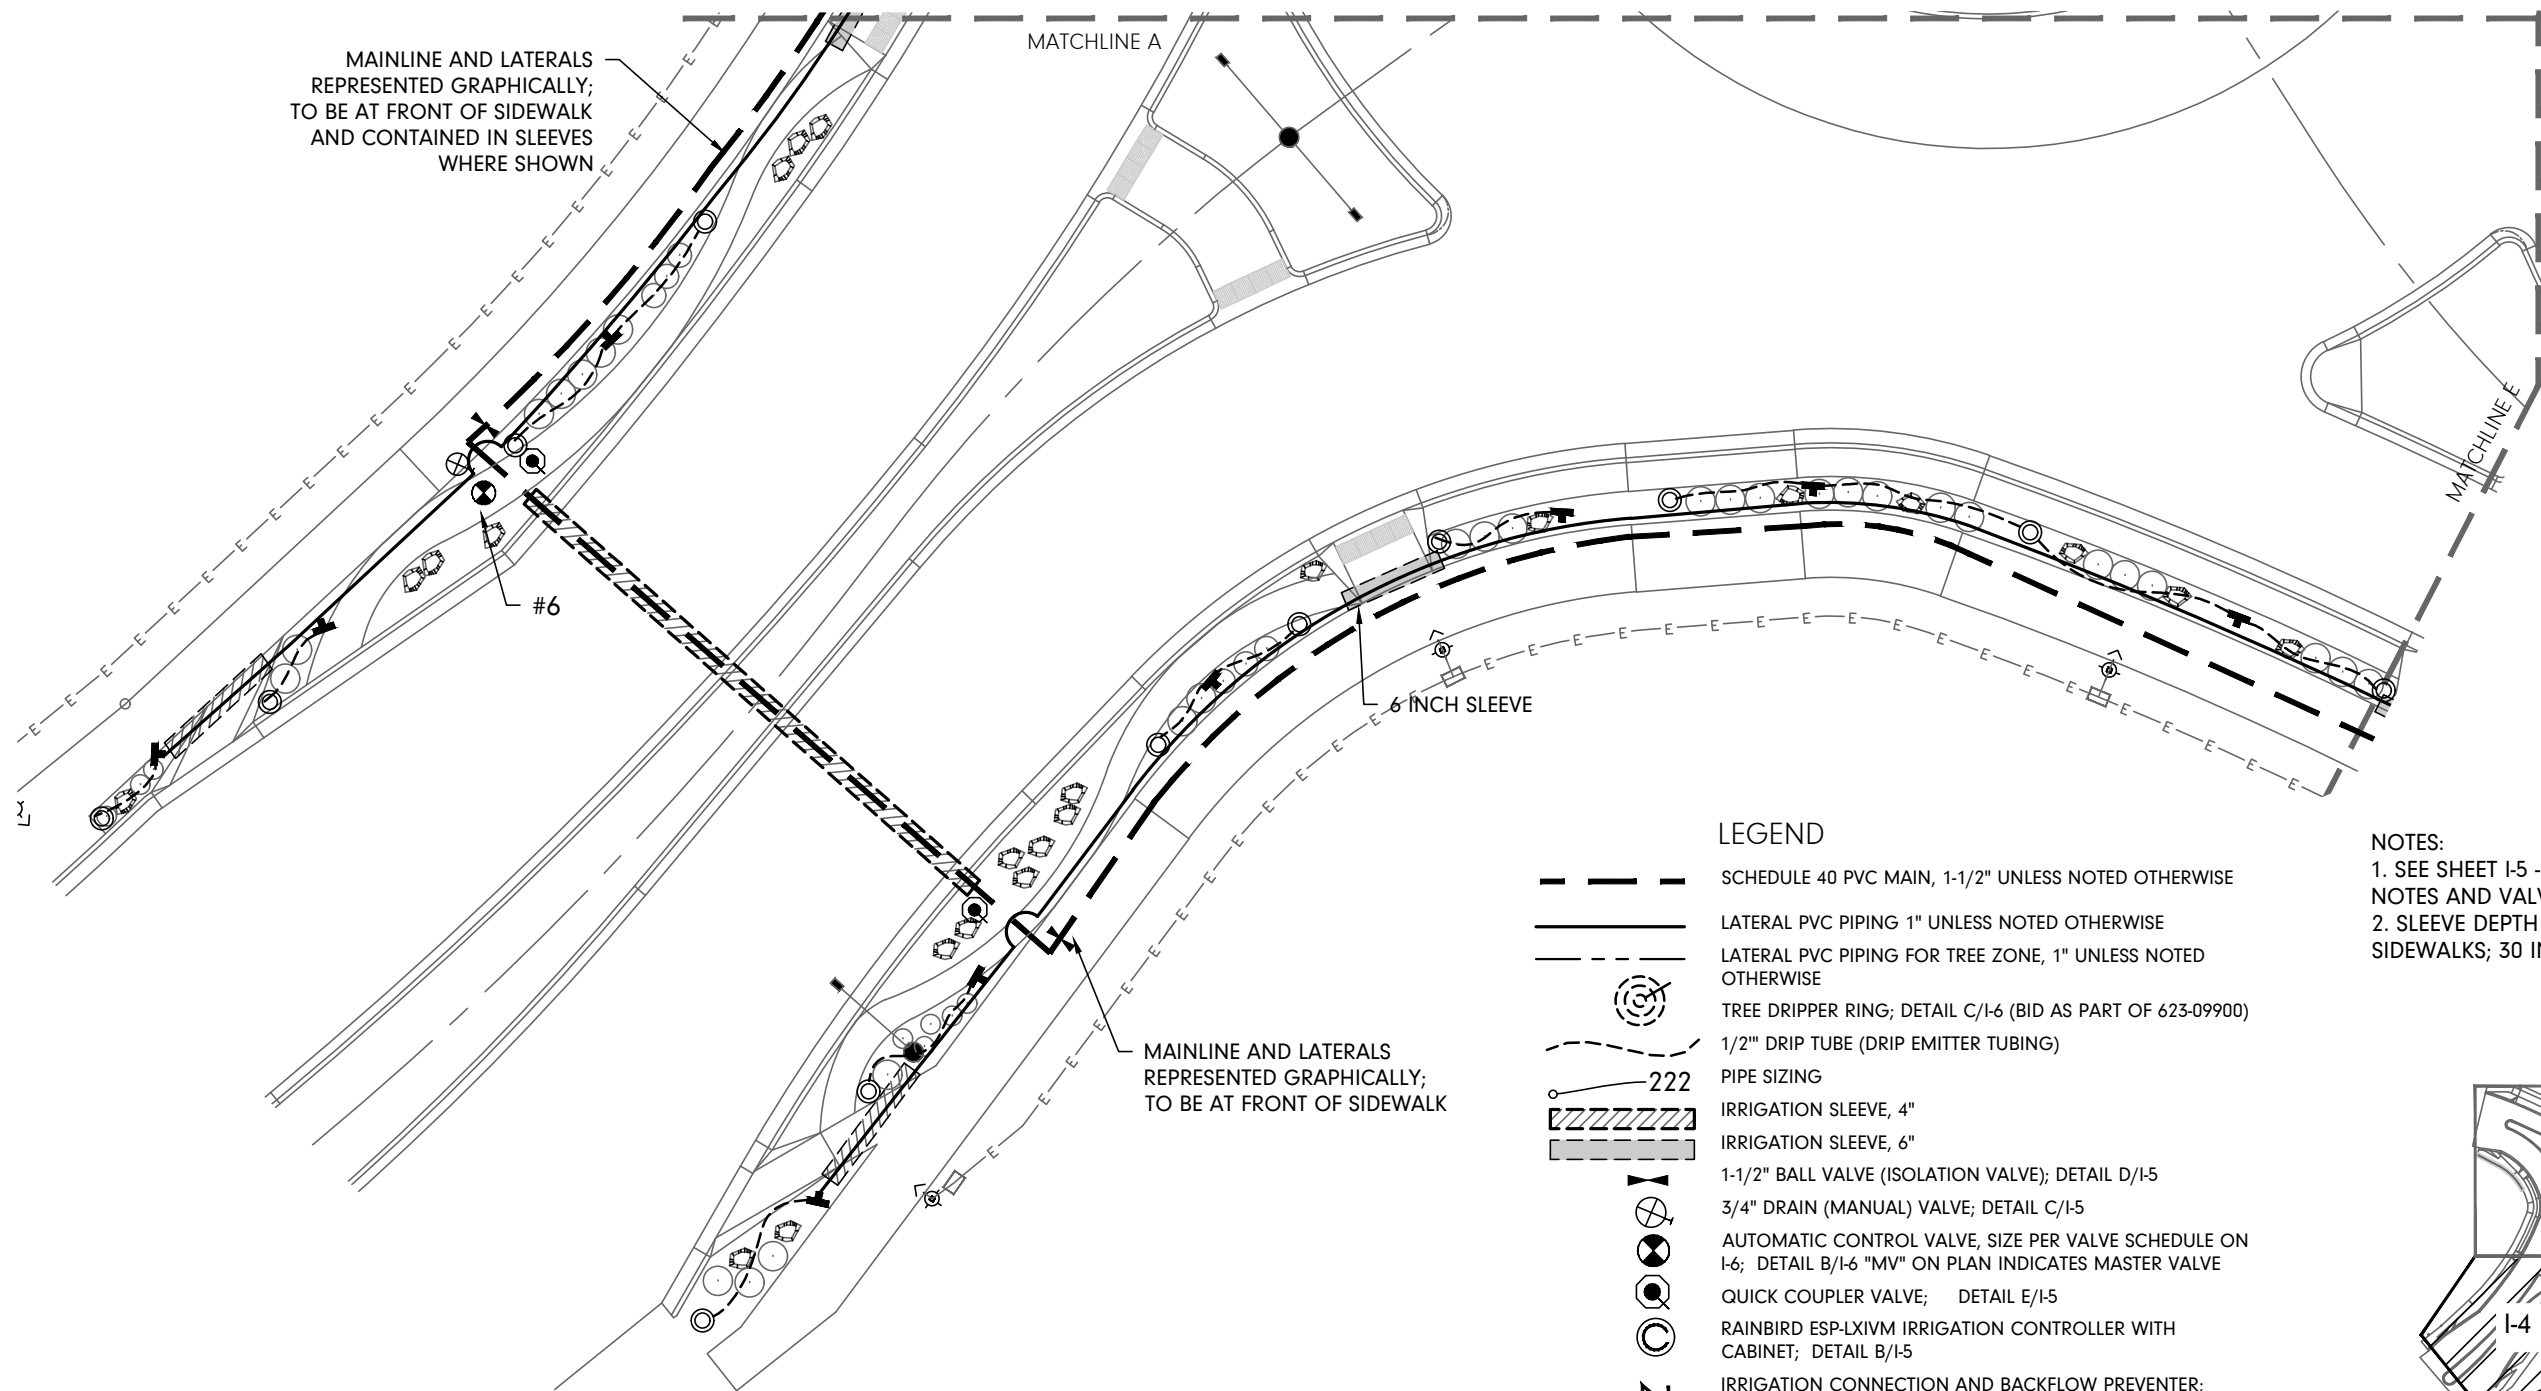 MATCHLINE A
MAINLINE AND LATERALS
REPRESENTED GRAPHICALLY;
TO BE AT FRONT OF SIDEWALK
AND CONTAINED IN SLEEVES
WHERE SHOWN
MATCHLINE E
#6
6 INCH SLEEVE
MAINLINE AND LATERALS
REPRESENTED GRAPHICALLY;
TO BE AT FRONT OF SIDEWALK
LEGEND
SCHEDULE 40 PVC MAIN, 1-1/2" UNLESS NOTED OTHERWISE
LATERAL PVC PIPING 1" UNLESS NOTED OTHERWISE
LATERAL PVC PIPING FOR TREE ZONE, 1" UNLESS NOTED
OTHERWISE
TREE DRIPPER RING; DETAIL C/I-6 (BID AS PART OF 623-09900)
1/2'" DRIP TUBE (DRIP EMITTER TUBING)
222 PIPE SIZING
IRRIGATION SLEEVE, 4"
IRRIGATION SLEEVE, 6"
1-1/2" BALL VALVE (ISOLATION VALVE); DETAIL D/I-5
3/4" DRAIN (MANUAL) VALVE; DETAIL C/I-5
AUTOMATIC CONTROL VALVE, SIZE PER VALVE SCHEDULE ON
I-6; DETAIL B/I-6 "MV" ON PLAN INDICATES MASTER VALVE
QUICK COUPLER VALVE; DETAIL E/I-5
C RAINBIRD ESP-LXIVM IRRIGATION CONTROLLER WITH
CABINET; DETAIL B/I-5
IRRIGATION CONNECTION AND BACKFLOW PREVENTER;
NOTES:
1. SEE SHEET I-5 -
NOTES AND VALV
2. SLEEVE DEPTH
SIDEWALKS; 30 IN
I-4